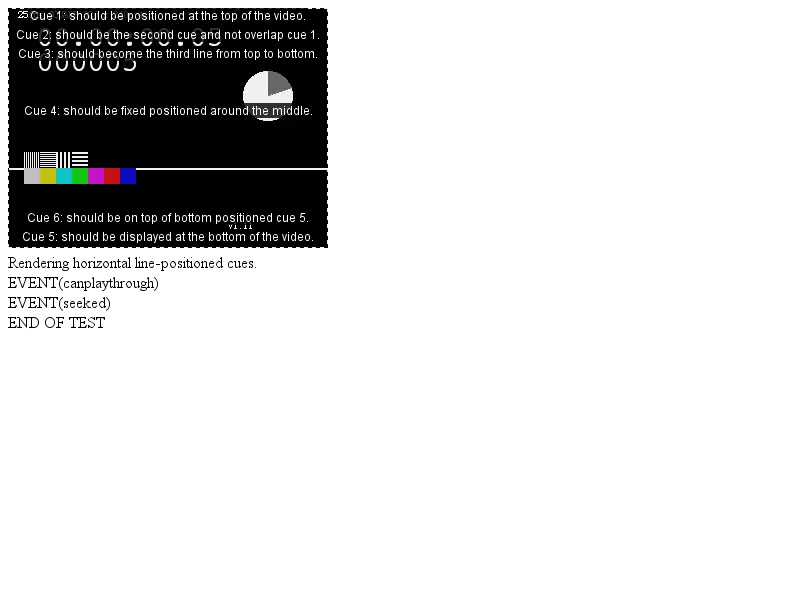 25 Cue 1: should be positioned at the top of the video.
Cue 2: should be the second cue and not overlap cue 1.
00:00:00:05
Cue 3: should become the third line from top to bottom.
000005
Cue 4: should be fixed positioned around the middle.
Cue 6: should be on top of bottom positioned cue 5.
v1.11
Cue 5: should be displayed at the bottom of the video.
Rendering horizontal line-positioned cues.
EVENT(canplaythrough)
EVENT(seeked)
END OF TEST